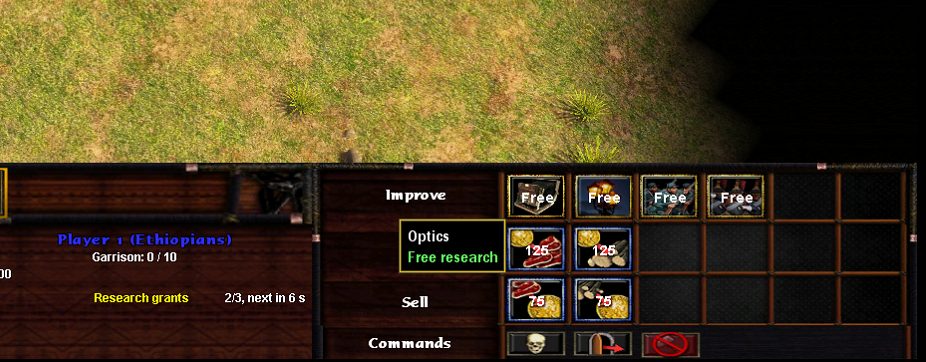 Improve
Free Free Free Free
Player 1 (Ethiopians)
Garrison: 0 / 10
Optics
Free research
125 125
00
Research grants 2/3, next in 6 s
Sell
75 75
Commands